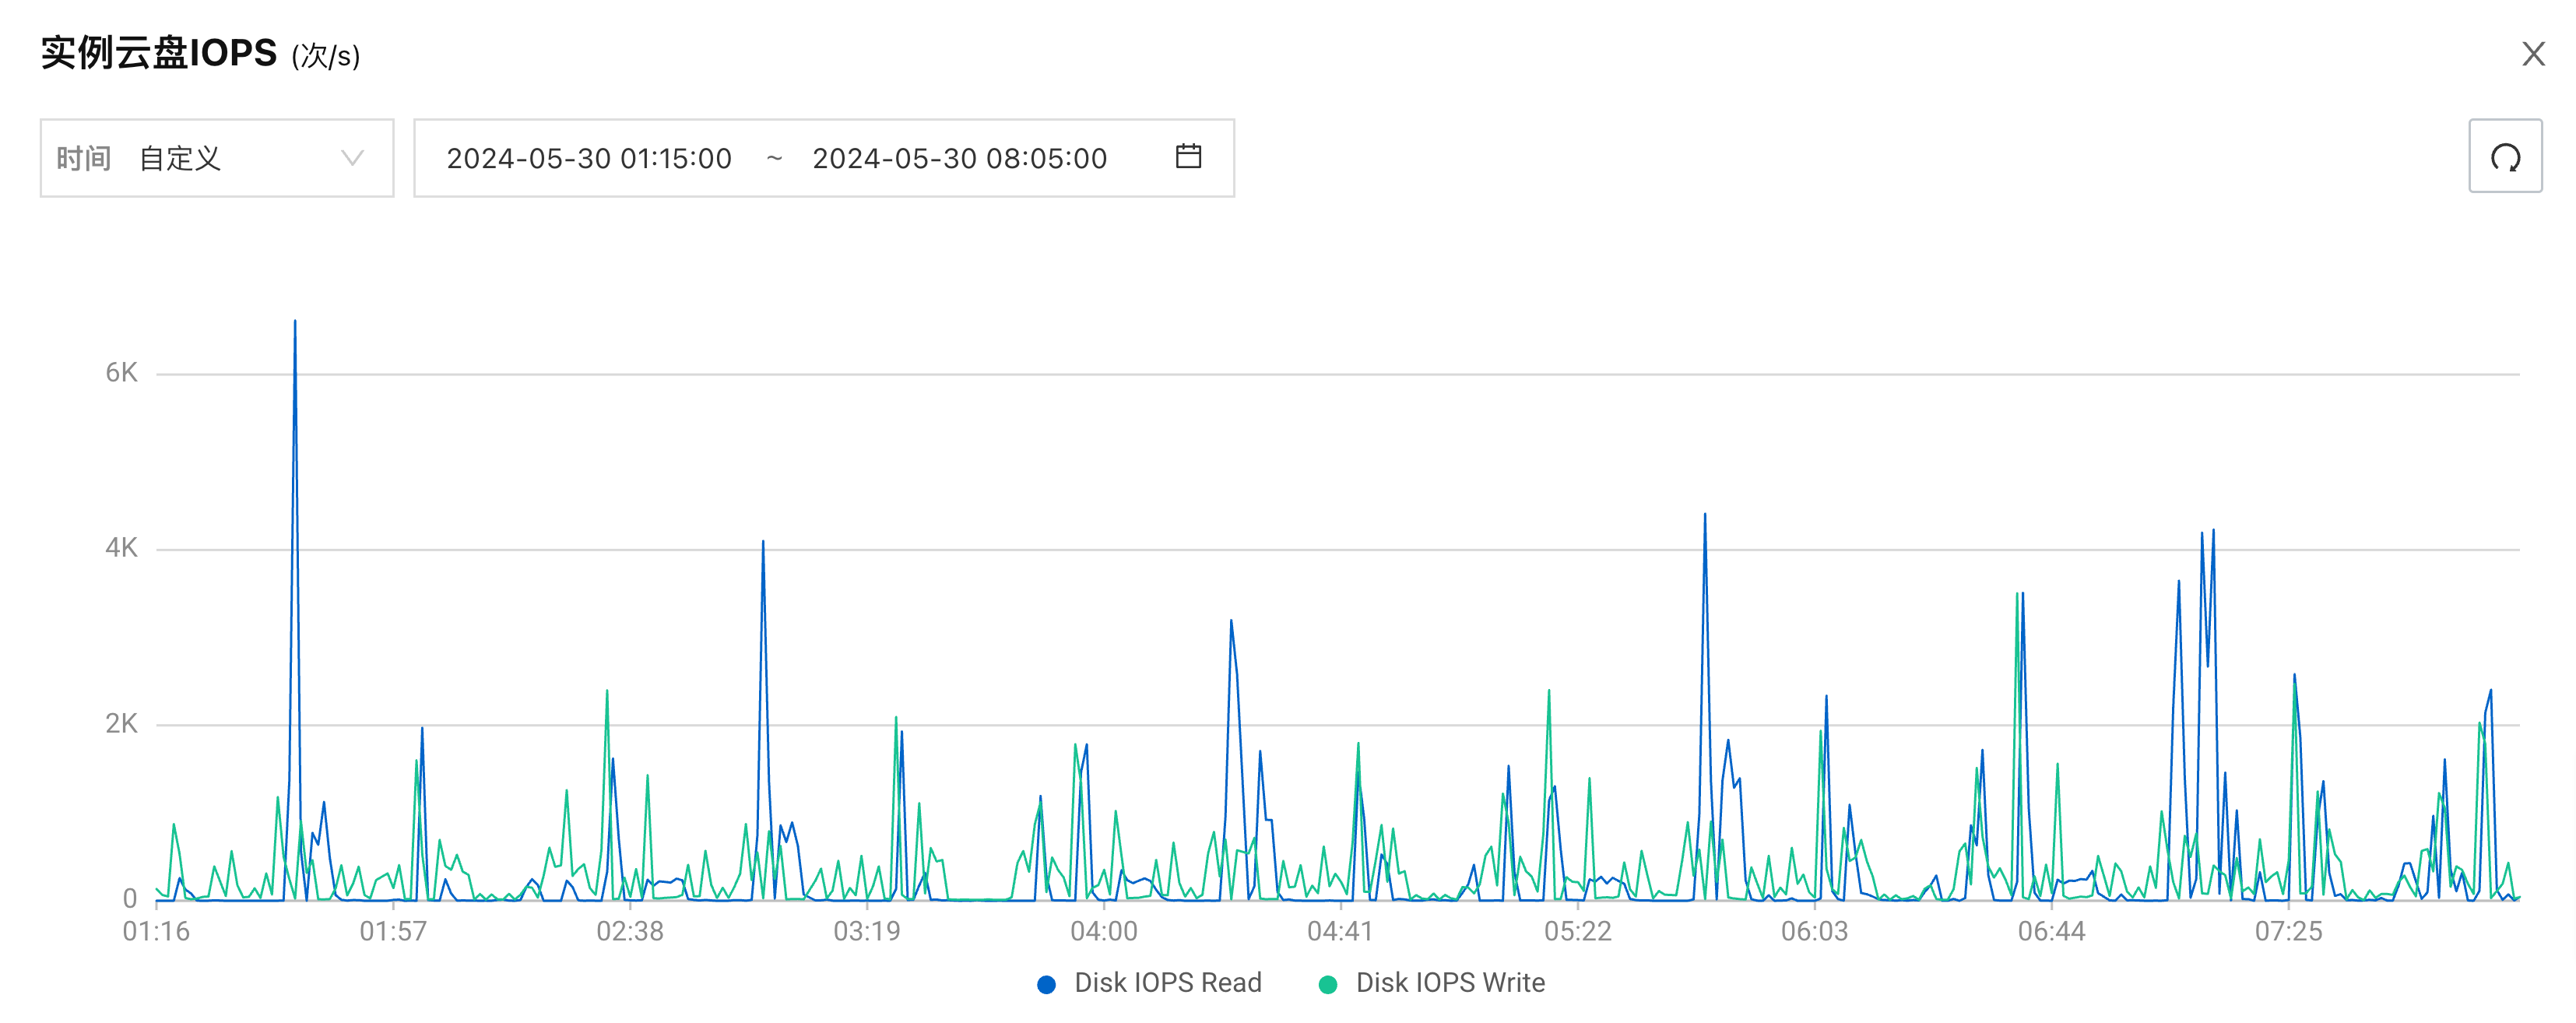 实例云盘IOPS (次/s)
时间 自定义 2024-05-30 01:15:00 ~ 2024-05-30 08:05:00
6K
4K
2K
0
01:16 01:57 02:38 03:19 04:00 04:41 05:22 06:03 06:44 07:25
Disk IOPS Read Disk IOPS Write